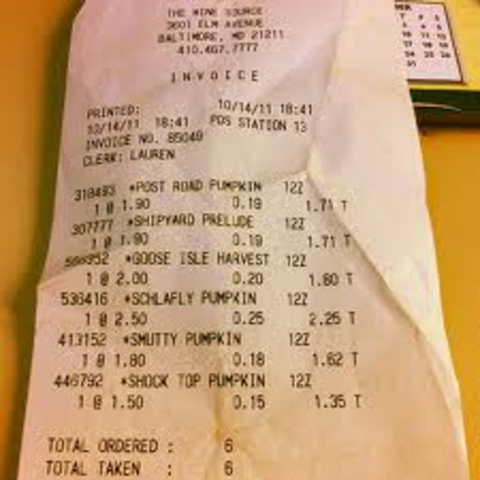 THE WINE SOURCE
3601 ELM AVENUE
BALTIMORE, MD 21211
410.467.7777
INVOICE
PRINTED: 10/14/11 18:41
10/14/11 18:41 POS STATION 13
INVOICE NO. 85049
CLERK: LAUREN
318493 *POST ROAD PUMPKIN 12Z
1 @ 1.90 0.19 1.71 T
307777 *SHIPYARD PRELUDE 12Z
1 @ 1.90 0.19 1.71 T
*GOOSE ISLE HARVEST 12Z
1 @ 2.00 0.20 1.80 T
536416 *SCHLAFLY PUMPKIN 12Z
1 @ 2.50 0.25 2.25 T
413152 *SMUTTY PUMPKIN 12Z
1 @ 1.80 0.18 1.62 T
446792 *SHOCK TOP PUMPKIN 12Z
1 @ 1.50 0.15 1.35 T
TOTAL ORDERED : 6
TOTAL TAKEN : 6